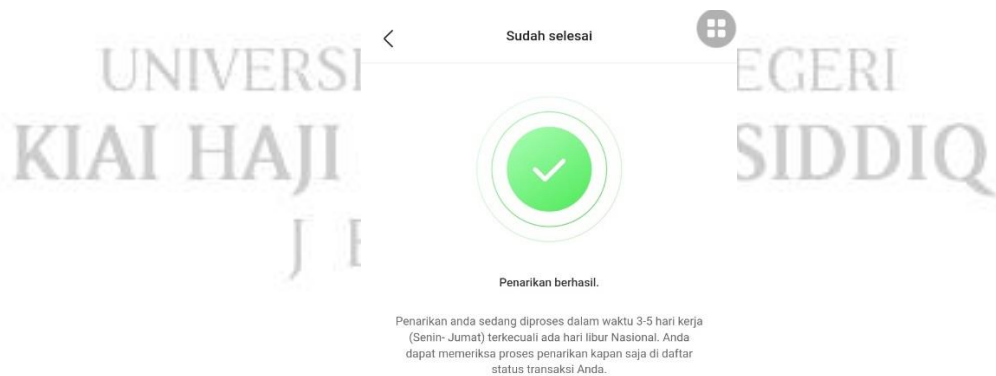 Sudah selesai
UNIVERSI EGERI
KIAI HAJI SIDDIQ
J
Penarikan berhasil.
Penarikan anda sedang diproses dalam waktu 3-5 hari kerja
(Senin- Jumat) terkecuali ada hari libur Nasional. Anda
dapat memeriksa proses penarikan kapan saja di daftar
status transaksi Anda.